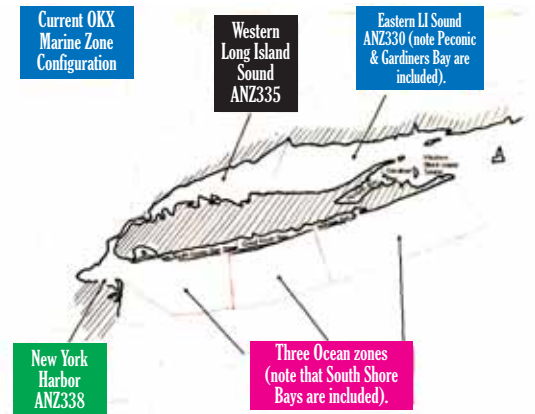 Current OKX
Marine Zone
Configuration
Western
Long Island
Sound
ANZ335
Eastern LI Sound
ANZ330 (note Peconic
& Gardiners Bay are
included).
New York
Harbor
ANZ338
Three Ocean zones
(note that South Shore
Bays are included).